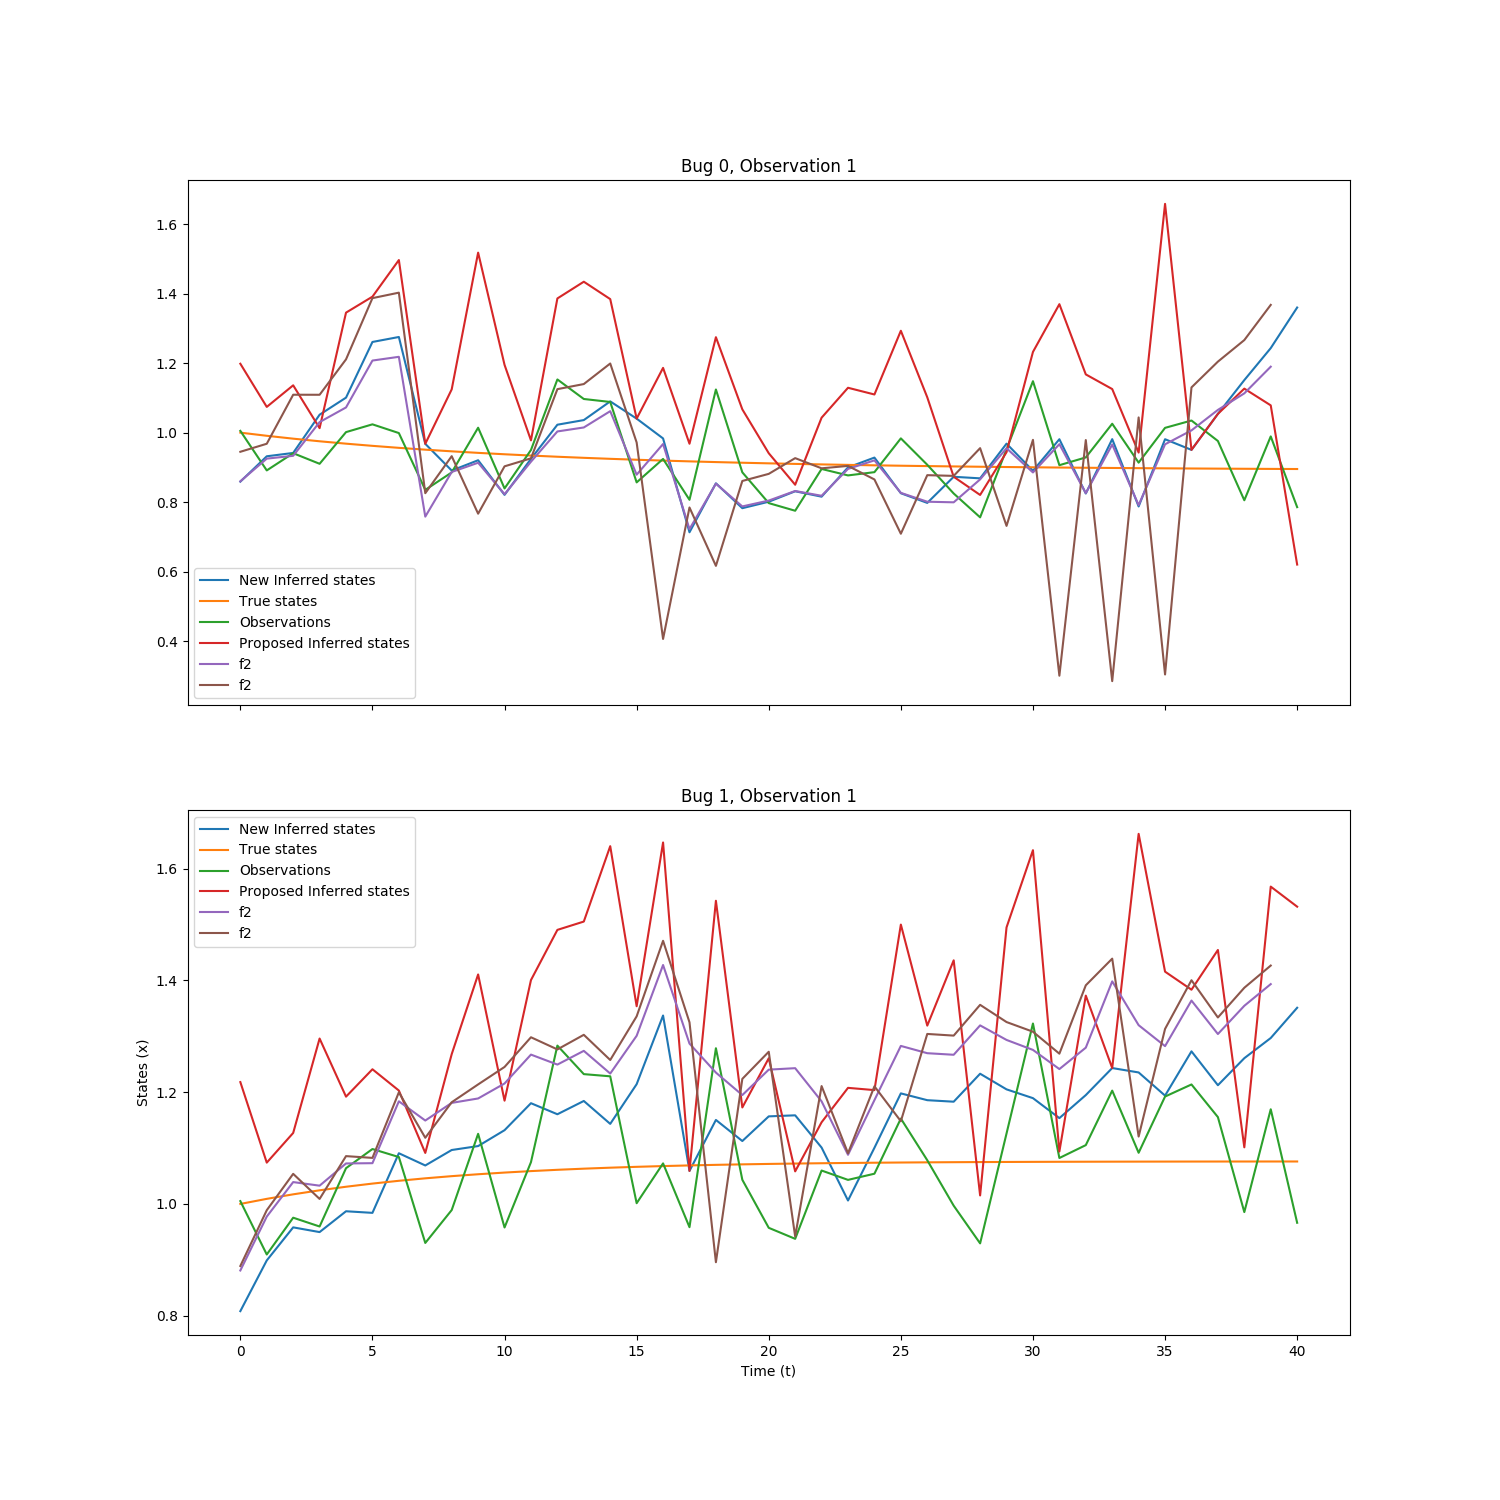 Bug 0, Observation 1
1.6
1.4
1.2
1.0
0.8
0.6
0.4
New Inferred states
True states
Observations
Proposed Inferred states
f2
f2
Bug 1, Observation 1
New Inferred states
True states
Observations
Proposed Inferred states
f2
f2
1.6
1.4
1.2
1.0
0.8
States (x)
0 5 10 15 20 25 30 35 40
Time (t)